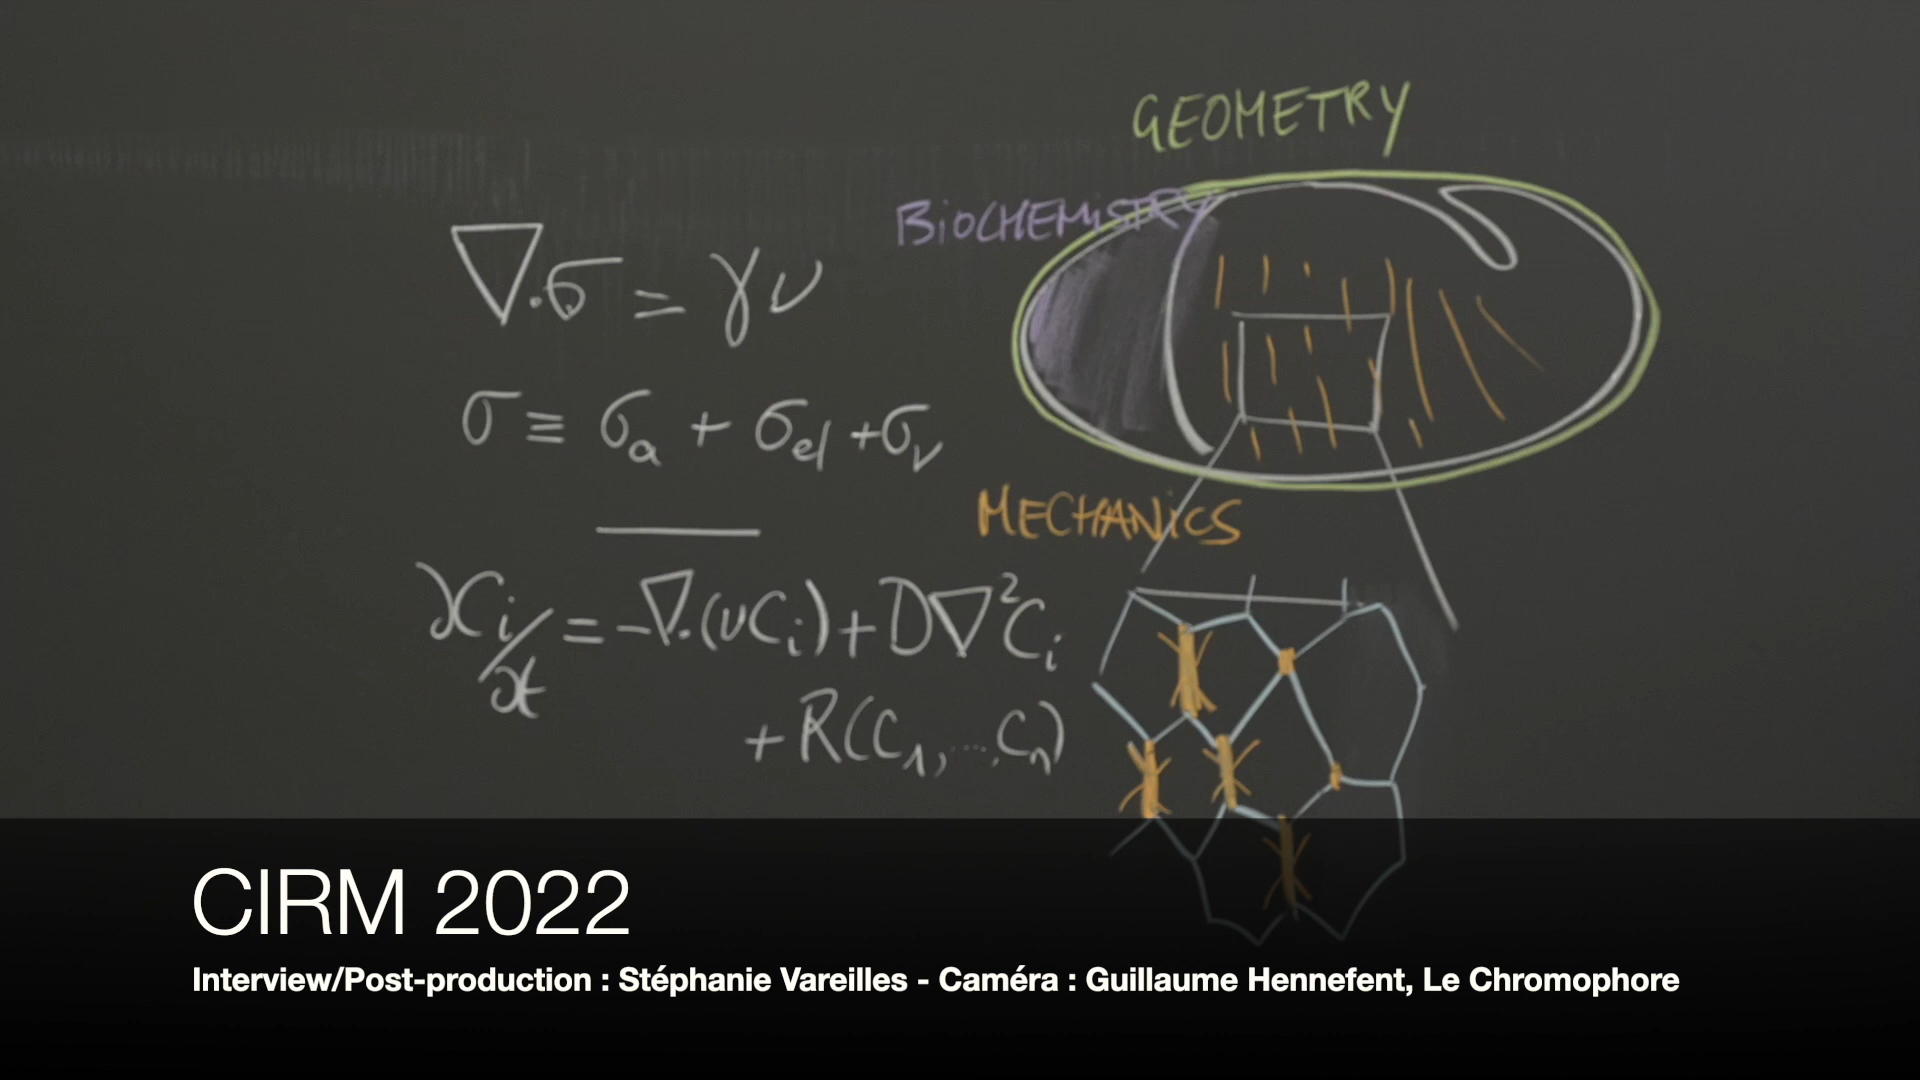 GEOMETRY
BIOCHEMISTRY
∇.σ = γv
σ ≡ σa + σel + σv
MECHANICS
∂Ci/∂t = -∇.(vCi) + D∇²Ci
+ R(C1,...,Cn)
CIRM 2022
Interview/Post-production : Stéphanie Vareilles - Caméra : Guillaume Hennefent, Le Chromophore